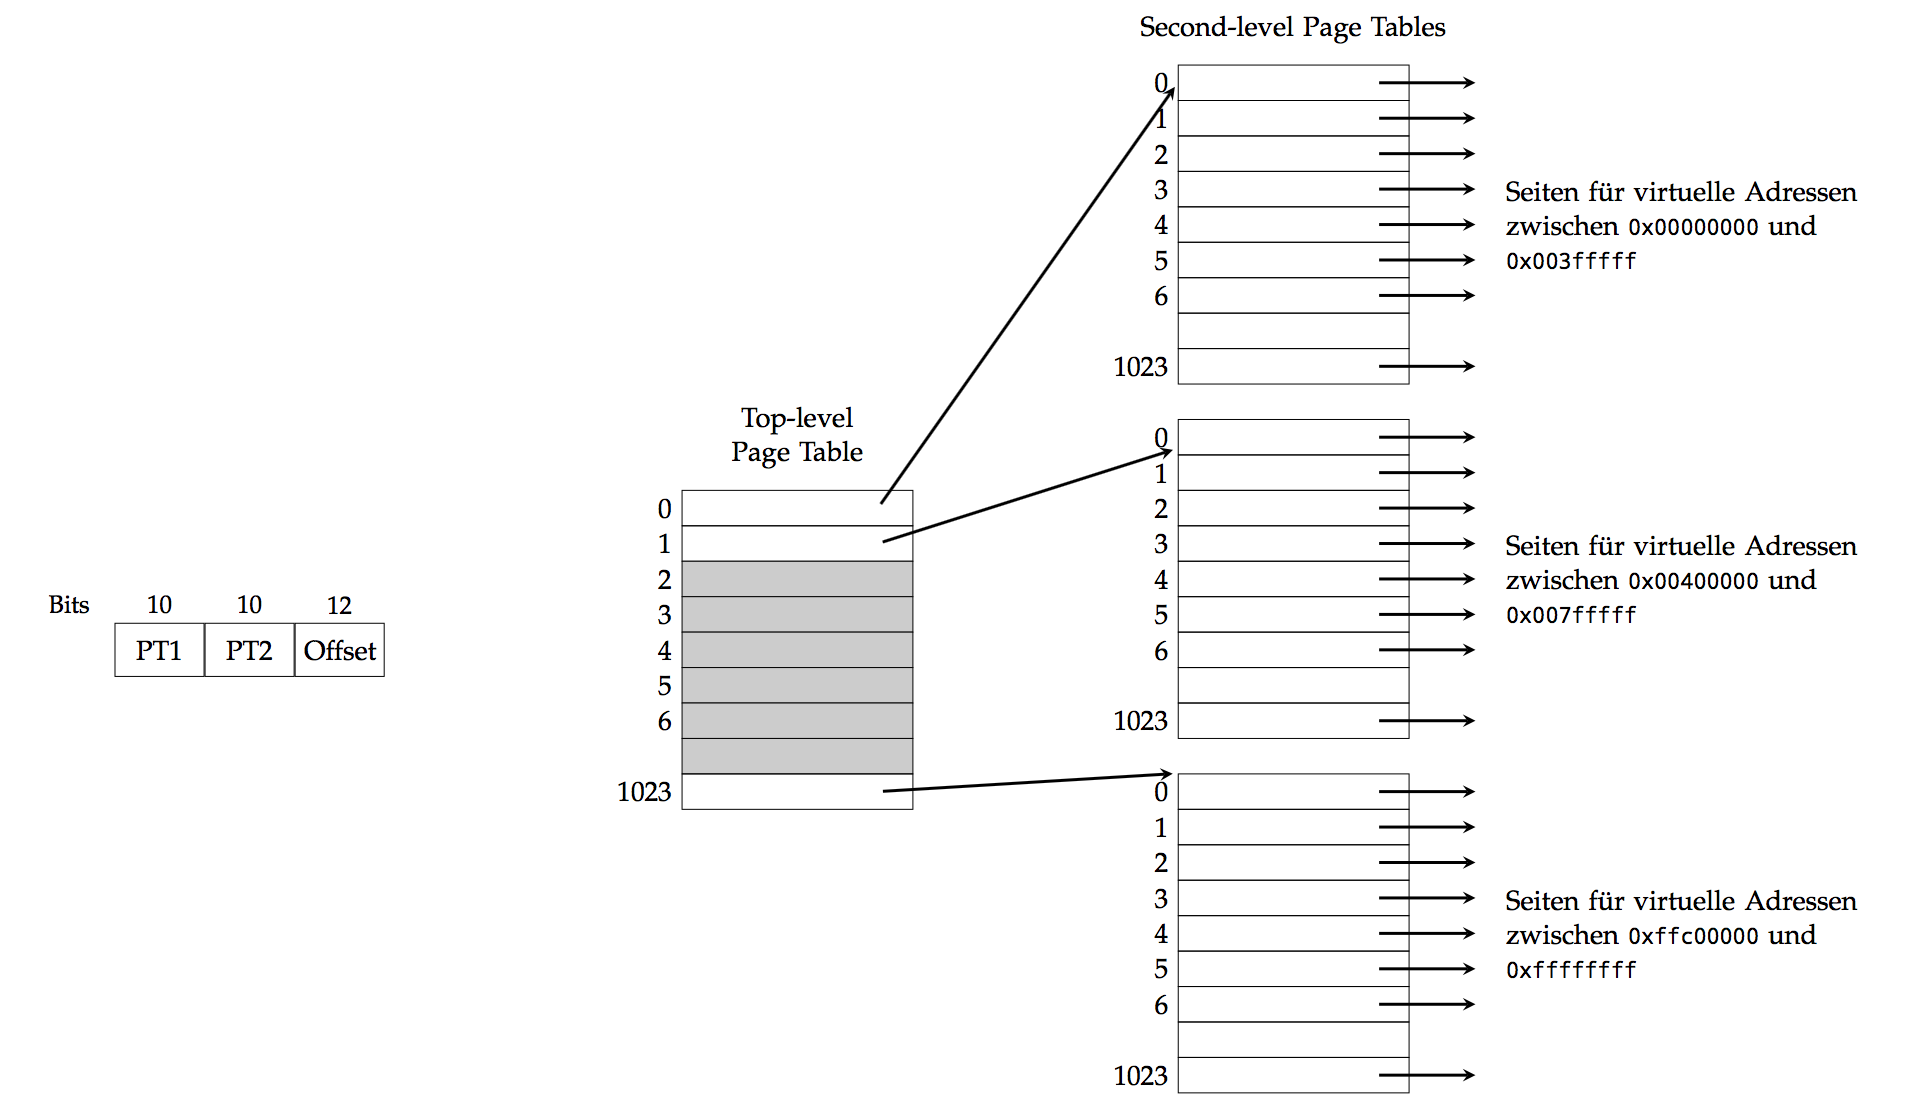 Second-level Page Tables
0
1
2
3
4
5
6
1023
Seiten für virtuelle Adressen
zwischen 0x00000000 und
0x003fffff
Top-level
Page Table
0
1
2
3
4
5
6
1023
0
1
2
3
4
5
6
1023
Seiten für virtuelle Adressen
zwischen 0x00400000 und
0x007fffff
Bits 10 10 12
PT1 PT2 Offset
0
1
2
3
4
5
6
1023
Seiten für virtuelle Adressen
zwischen 0xffc00000 und
0xffffffff